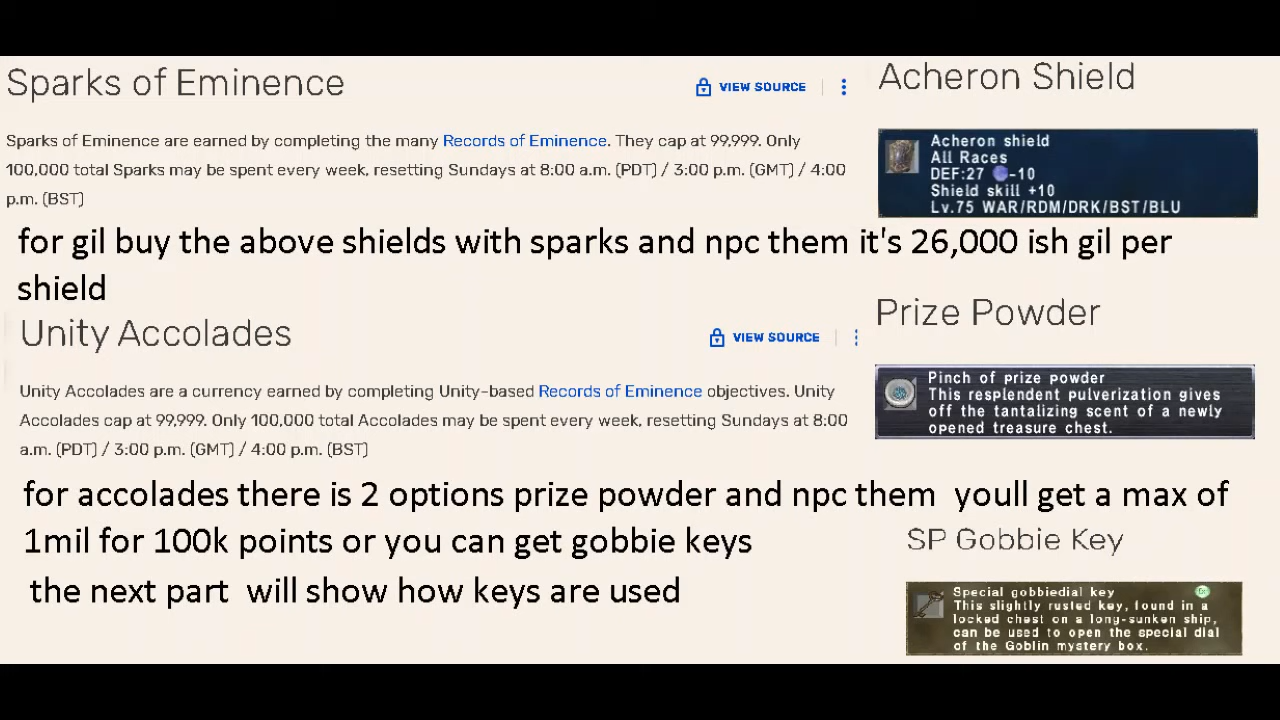 Sparks of Eminence
VIEW SOURCE
Sparks of Eminence are earned by completing the many Records of Eminence. They cap at 99,999. Only
100,000 total Sparks may be spent every week, resetting Sundays at 8:00 a.m. (PDT) / 3:00 p.m. (GMT) / 4:00
p.m. (BST)
Acheron Shield
Acheron shield
All Races
DEF:27 -10
Shield skill +10
Lv.75 WAR/RDM/DRK/BST/BLU
for gil buy the above shields with sparks and npc them it's 26,000 ish gil per
shield
Unity Accolades
VIEW SOURCE
Unity Accolades are a currency earned by completing Unity-based Records of Eminence objectives. Unity
Accolades cap at 99,999. Only 100,000 total Accolades may be spent every week, resetting Sundays at 8:00
a.m. (PDT) / 3:00 p.m. (GMT) / 4:00 p.m. (BST)
Prize Powder
Pinch of prize powder
This resplendent pulverization gives
off the tantalizing scent of a newly
opened treasure chest.
for accolades there is 2 options prize powder and npc them youll get a max of
1mil for 100k points or you can get gobbie keys
the next part will show how keys are used
SP Gobbie Key
Special gobbiedial key
This slightly rusted key, found in a
locked chest on a long-sunken ship,
can be used to open the special dial
of the Goblin mystery box.